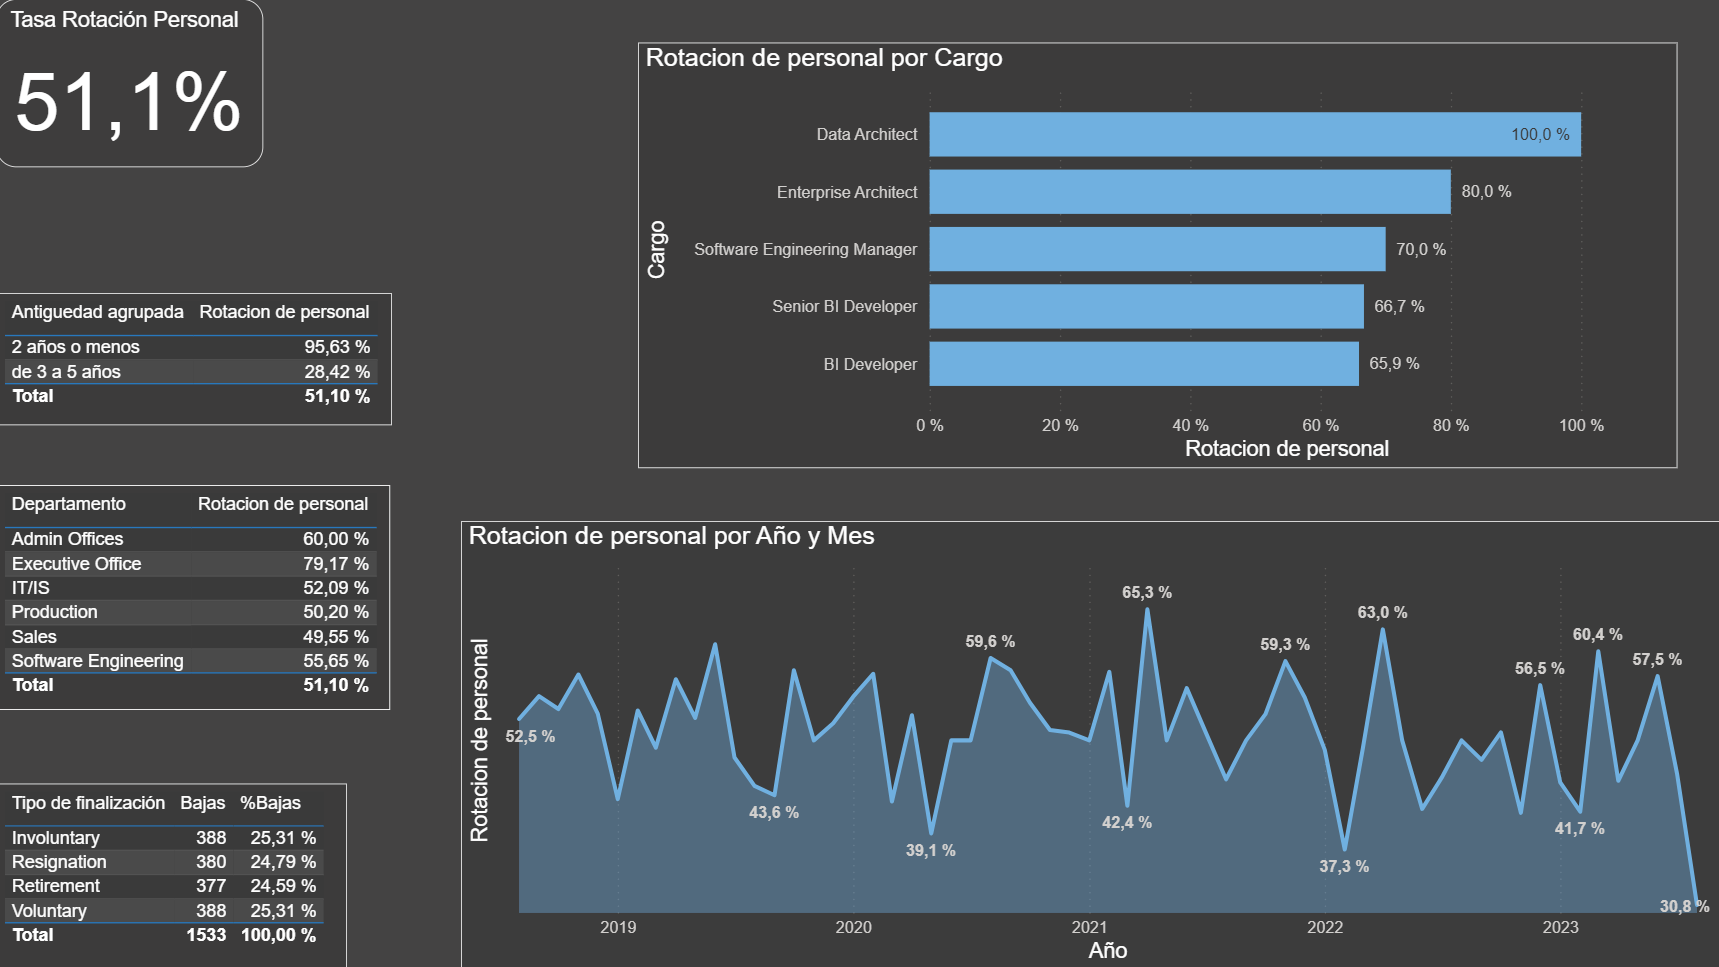 Tasa Rotación Personal
51,1%
Rotacion de personal por Cargo
Cargo
Data Architect 100,0 %
Enterprise Architect 80,0 %
Software Engineering Manager 70,0 %
Senior BI Developer 66,7 %
BI Developer 65,9 %
0 % 20 % 40 % 60 % 80 % 100 %
Rotacion de personal
Antiguedad agrupada Rotacion de personal
2 años o menos 95,63 %
de 3 a 5 años 28,42 %
Total 51,10 %
Departamento Rotacion de personal
Admin Offices 60,00 %
Executive Office 79,17 %
IT/IS 52,09 %
Production 50,20 %
Sales 49,55 %
Software Engineering 55,65 %
Total 51,10 %
Tipo de finalización Bajas %Bajas
Involuntary 388 25,31 %
Resignation 380 24,79 %
Retirement 377 24,59 %
Voluntary 388 25,31 %
Total 1533 100,00 %
Rotacion de personal por Año y Mes
Rotacion de personal
52,5 %
43,6 %
39,1 %
59,6 %
42,4 %
65,3 %
59,3 %
37,3 %
63,0 %
56,5 %
41,7 %
60,4 %
57,5 %
30,8 %
2019 2020 2021 2022 2023
Año